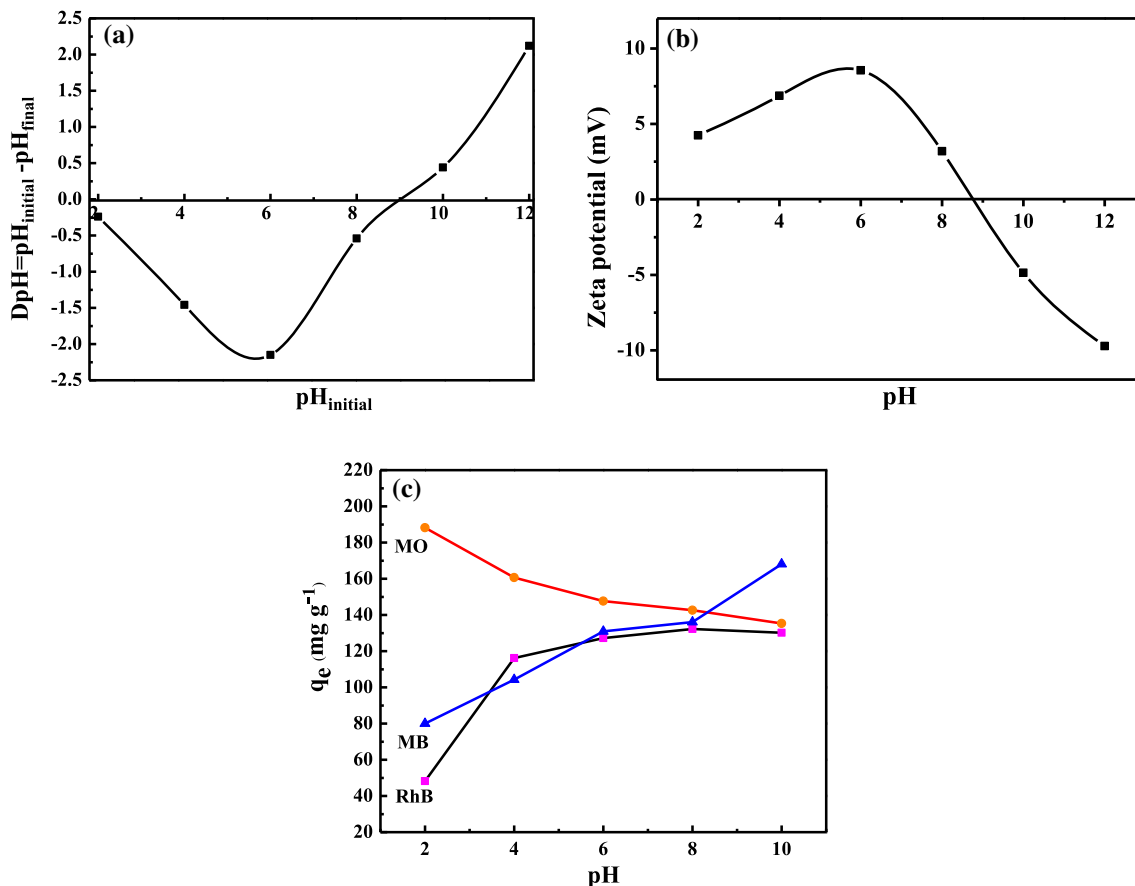 (a)
2.5
2.0
1.5
1.0
0.5
0.0
-0.5
-1.0
-1.5
-2.0
-2.5
2 4 6 8 10 12
DpH=pHinitial -pHfinal
pHinitial
(b)
10
5
0
-5
-10
2 4 6 8 10 12
Zeta potential (mV)
pH
(c)
220
200
180
160
140
120
100
80
60
40
20
MO
MB
RhB
2 4 6 8 10
qe (mg g-1)
pH